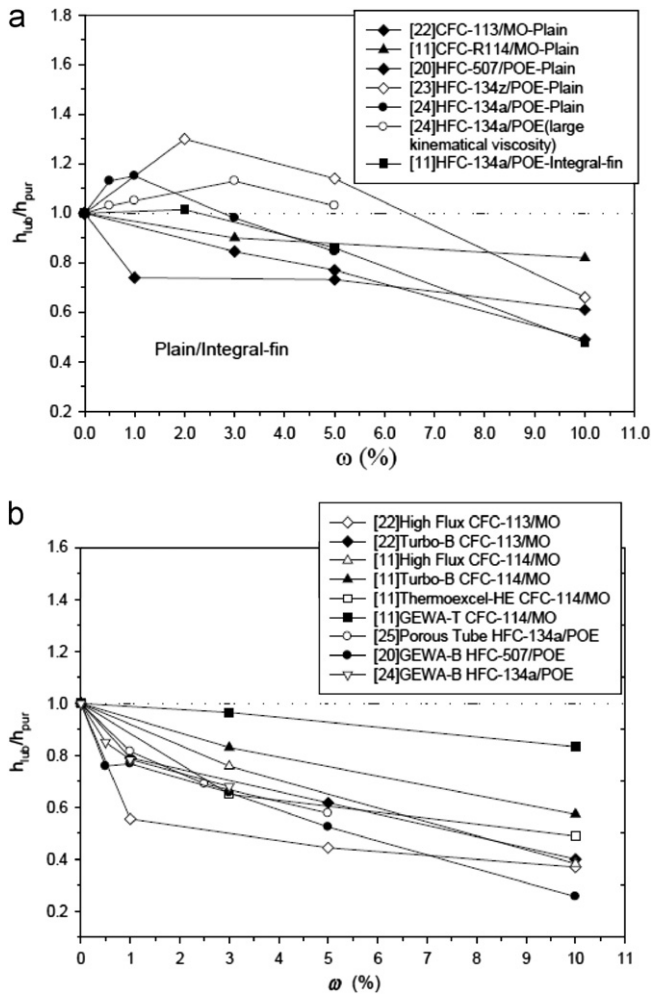 a
[22]CFC-113/MO-Plain
[11]CFC-R114/MO-Plain
[20]HFC-507/POE-Plain
[23]HFC-134z/POE-Plain
[24]HFC-134a/POE-Plain
[24]HFC-134a/POE(large
kinematical viscosity)
[11]HFC-134a/POE-Integral-fin
1.8
1.6
1.4
1.2
1.0
0.8
0.6
0.4
0.2
hlub/hpur
Plain/Integral-fin
0.0 1.0 2.0 3.0 4.0 5.0 6.0 7.0 8.0 9.0 10.0 11.0
ω (%)
b
[22]High Flux CFC-113/MO
[22]Turbo-B CFC-113/MO
[11]High Flux CFC-114/MO
[11]Turbo-B CFC-114/MO
[11]Thermoexcel-HE CFC-114/MO
[11]GEWA-T CFC-114/MO
[25]Porous Tube HFC-134a/POE
[20]GEWA-B HFC-507/POE
[24]GEWA-B HFC-134a/POE
1.6
1.4
1.2
1.0
0.8
0.6
0.4
0.2
hlub/hpur
0 1 2 3 4 5 6 7 8 9 10 11
ω (%)